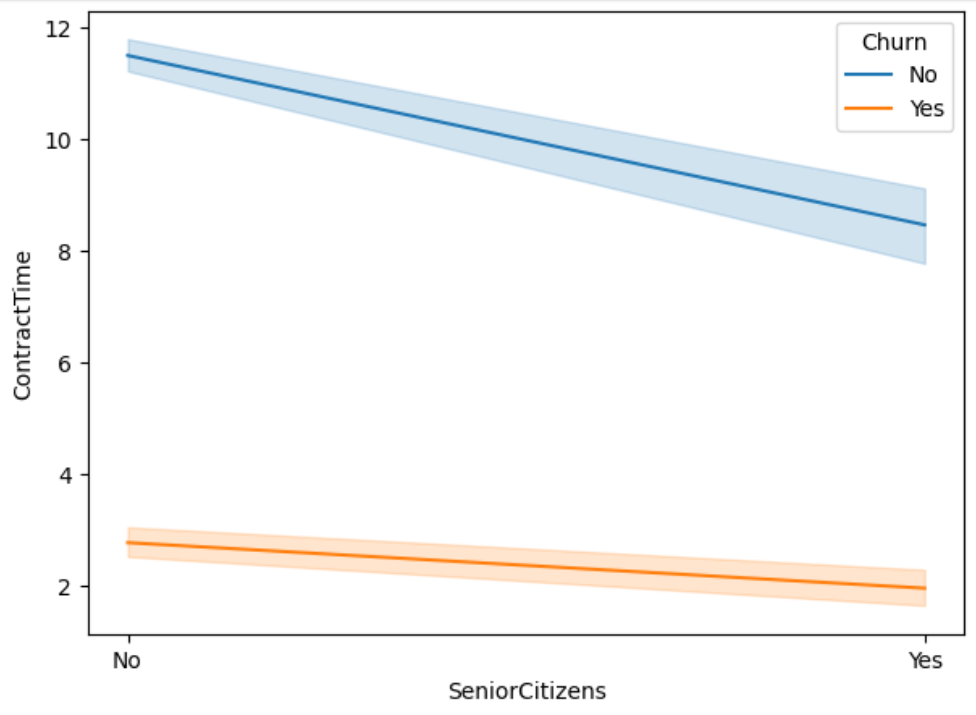 12
10
8
6
4
2
ContractTime
Churn
No
Yes
No
Yes
SeniorCitizens